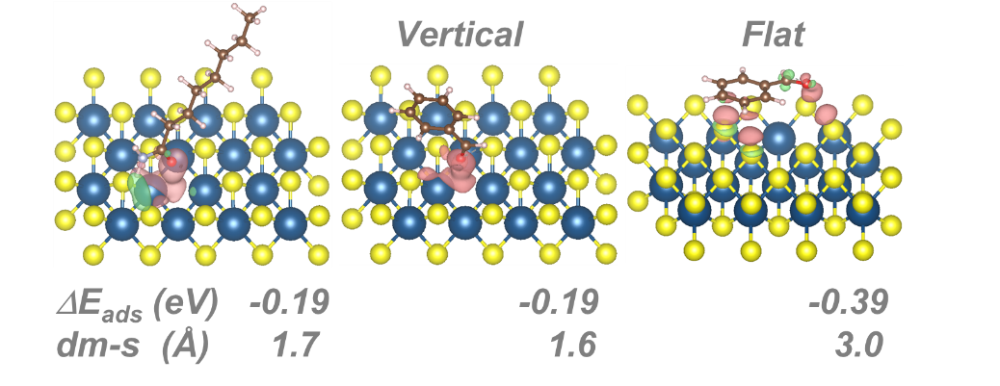 Vertical Flat
ΔEads (eV) -0.19 -0.19 -0.39
dm-s (Å) 1.7 1.6 3.0